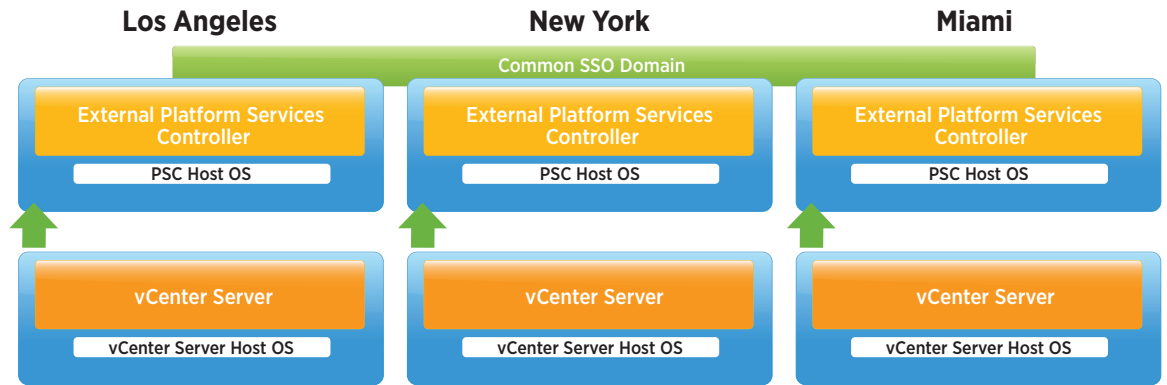 Los Angeles
New York
Miami
Common SSO Domain
External Platform Services
Controller
PSC Host OS
External Platform Services
Controller
PSC Host OS
External Platform Services
Controller
PSC Host OS
vCenter Server
vCenter Server Host OS
vCenter Server
vCenter Server Host OS
vCenter Server
vCenter Server Host OS